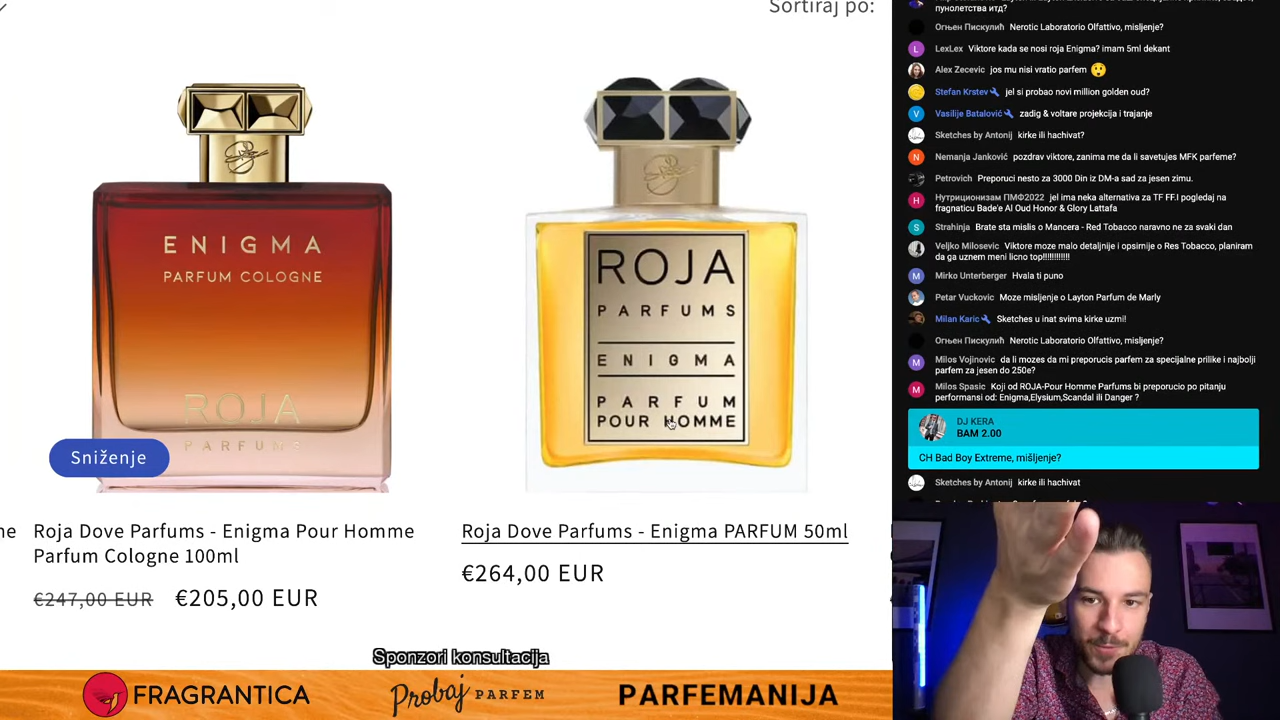 Sortiraj po:
ENIGMA
PARFUM COLOGNE
ROJA
PARFUMS
Sniženje
ROJA
PARFUMS
ENIGMA
PARFUM
POUR HOMME
me
Roja Dove Parfums - Enigma Pour Homme
Parfum Cologne 100ml
€247,00 EUR €205,00 EUR
Roja Dove Parfums - Enigma PARFUM 50ml
€264,00 EUR
Sponzori konsultacija
FRAGRANTICA
Probaj PARFEM
PARFEMANIJA
пунолетства итд?
Огњен Пискулић Nerotic Laboratorio Olfattivo, misljenje?
L LexLex Viktore kada se nosi roja Enigma? imam 5ml dekant
Alex Zecevic jos mu nisi vratio parfem 😲
Stefan Krstev jel si probao novi million golden oud?
V Vasilije Batalović zadig & voltare projekcija i trajanje
Sketches by Antonij kirke ili hachivat?
N Nemanja Janković pozdrav viktore, zanima me da li savetujes MFK parfeme?
Petrovich Preporuci nesto za 3000 Din iz DM-a sad za jesen zimu.
Н Нутриционизам ПМФ2022 jel ima neka alternativa za TF FF.I pogledaj na
fragnaticu Bade'e Al Oud Honor & Glory Lattafa
S Strahinja Brate sta mislis o Mancera - Red Tobacco naravno ne za svaki dan
Veljko Milosevic Viktore moze malo detaljnije i opsirnije o Res Tobacco, planiram
da ga uznem meni licno top!!!!!!!!!!!!
M Mirko Unterberger Hvala ti puno
Petar Vuckovic Moze misljenje o Layton Parfum de Marly
Milan Karic Sketches u inat svima kirke uzmi!
Огњен Пискулић Nerotic Laboratorio Olfattivo, misljenje?
M Milos Vojinovic da li mozes da mi preporucis parfem za specijalne prilike i najbolji
parfem za jesen do 250e?
M Milos Spasic Koji od ROJA-Pour Homme Parfums bi preporucio po pitanju
performansi od: Enigma,Elysium,Scandal ili Danger ?
DJ KERA
BAM 2.00
CH Bad Boy Extreme, mišljenje?
Sketches by Antonij kirke ili hachivat